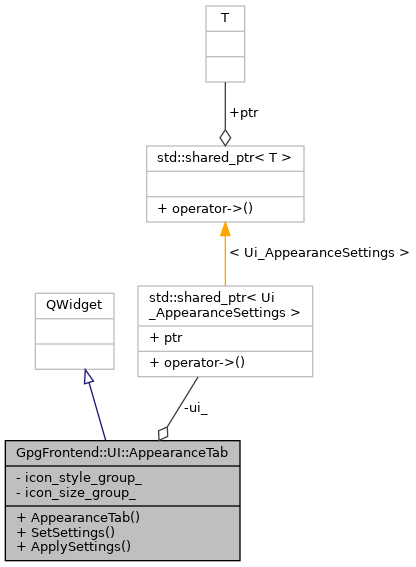 T
+ptr
std::shared_ptr< T >
+ operator->()
< Ui_AppearanceSettings >
QWidget
std::shared_ptr< Ui
_AppearanceSettings >
+ ptr
+ operator->()
-ui_
GpgFrontend::UI::AppearanceTab
- icon_style_group_
- icon_size_group_
+ AppearanceTab()
+ SetSettings()
+ ApplySettings()